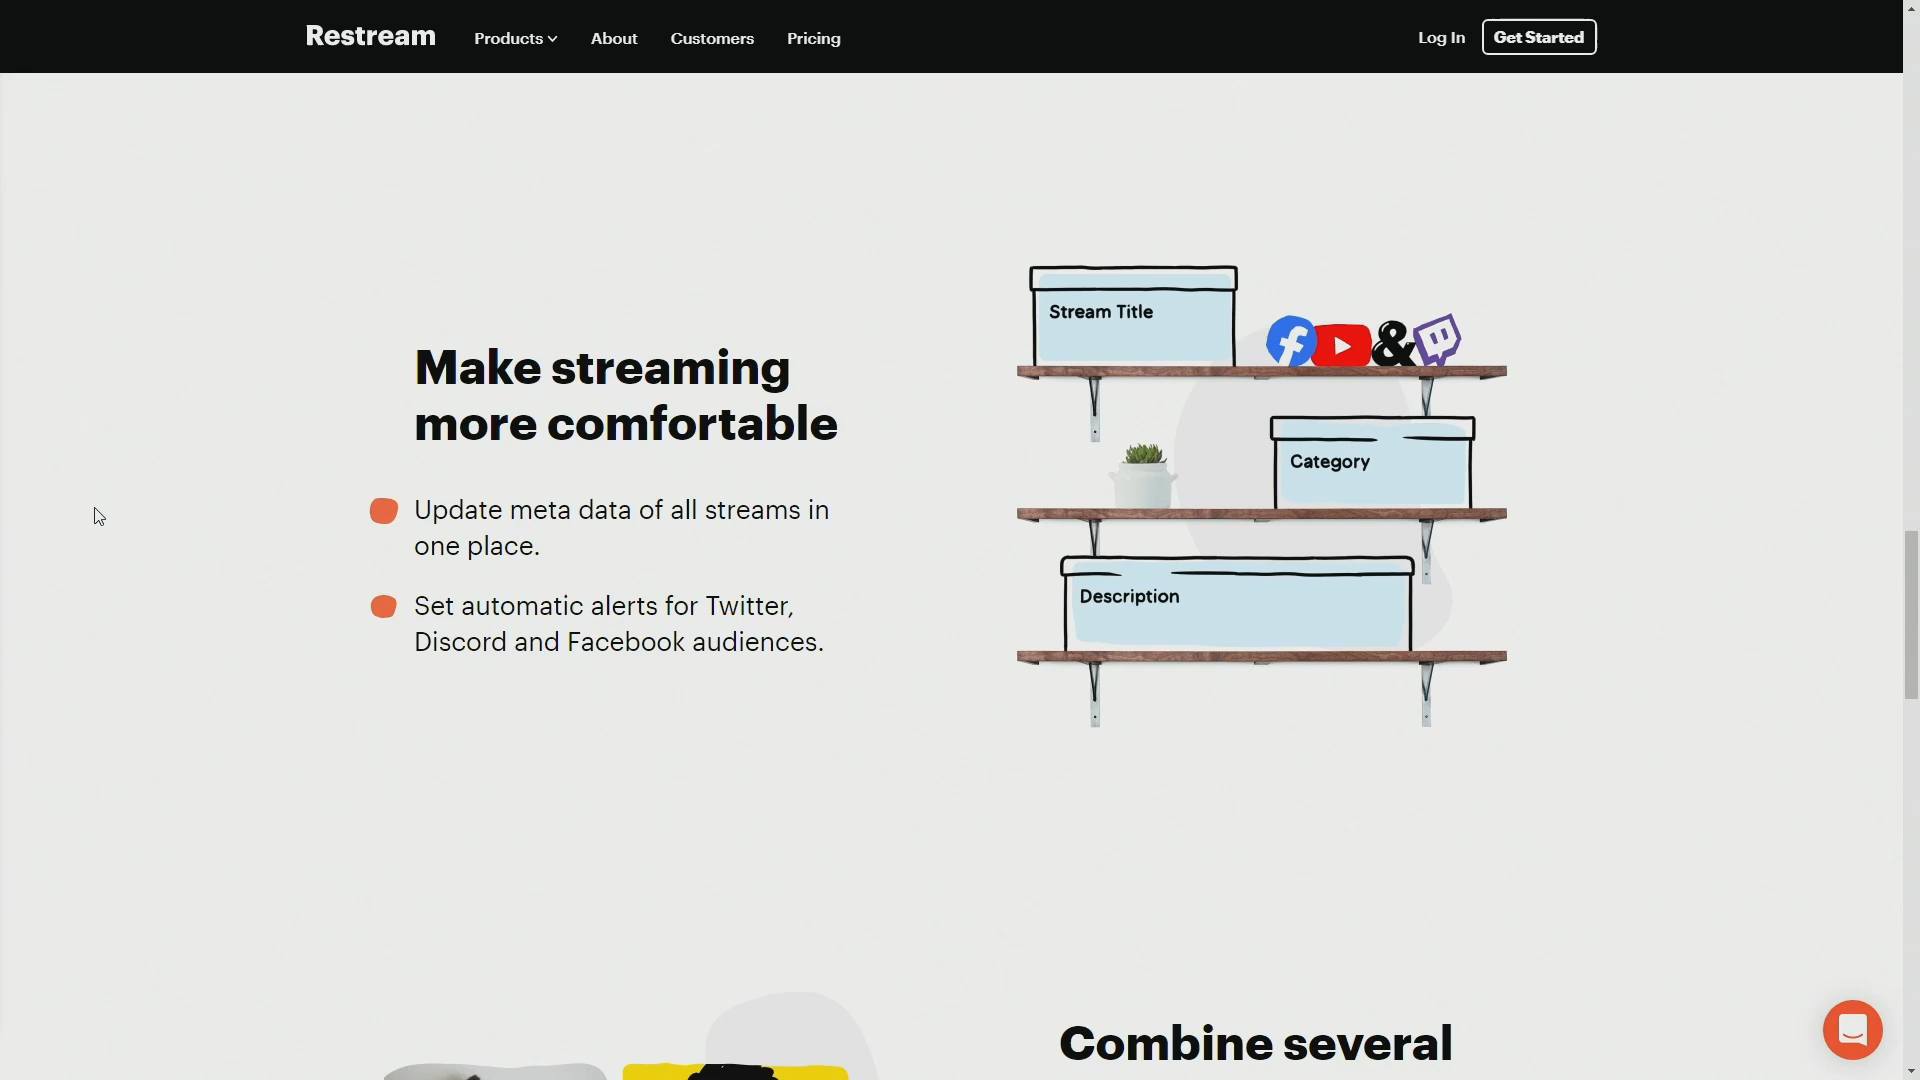 Restream
Products
About
Customers
Pricing
Log In
Get Started
Make streaming
more comfortable
Update meta data of all streams in
one place.
Set automatic alerts for Twitter,
Discord and Facebook audiences.
Stream Title
&
Category
Description
Combine several